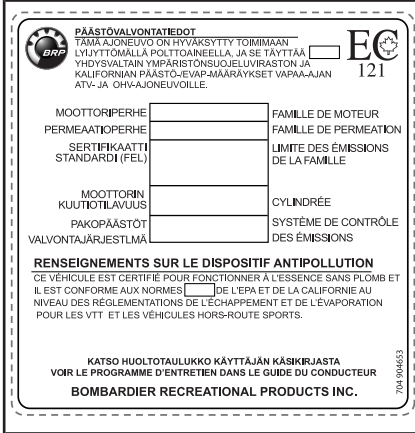 BRP
PÄÄSTÖVALVONTATIEDOT
TÄMÄ AJONEUVO ON HYVÄKSYTTY TOIMIMAAN
LYIJYTTÖMÄLLÄ POLTTOAINEELLA, JA SE TÄYTTÄÄ
YHDYSVALTAIN YMPÄRISTÖNSUOJELUVIRASTON JA
KALIFORNIAN PÄÄSTÖ-/EVAP-MÄÄRÄYKSET VAPAA-AJAN
ATV- JA OHV-AJONEUVOILLE.
EC
121
MOOTTORIPERHE FAMILLE DE MOTEUR
PERMEAATIOPERHE FAMILLE DE PERMEATION
SERTIFIKAATTI LIMITE DES ÉMISSIONS
STANDARDI (FEL) DE LA FAMILLE
MOOTTORIN
KUUTIOTILAVUUS CYLINDRÉE
PAKOPÄÄSTÖT SYSTÈME DE CONTRÔLE
VALVONTAJÄRJESTLMÄ DES ÉMISSIONS
RENSEIGNEMENTS SUR LE DISPOSITIF ANTIPOLLUTION
CE VÉHICULE EST CERTIFIÉ POUR FONCTIONNER À L'ESSENCE SANS PLOMB ET
IL EST CONFORME AUX NORMES DE L'EPA ET DE LA CALIFORNIE AU
NIVEAU DES RÉGLEMENTATIONS DE L'ÉCHAPPEMENT ET DE L'ÉVAPORATION
POUR LES VTT ET LES VÉHICULES HORS-ROUTE SPORTS.
KATSO HUOLTOTAULUKKO KÄYTTÄJÄN KÄSIKIRJASTA
VOIR LE PROGRAMME D'ENTRETIEN DANS LE GUIDE DU CONDUCTEUR
BOMBARDIER RECREATIONAL PRODUCTS INC.
704 904653